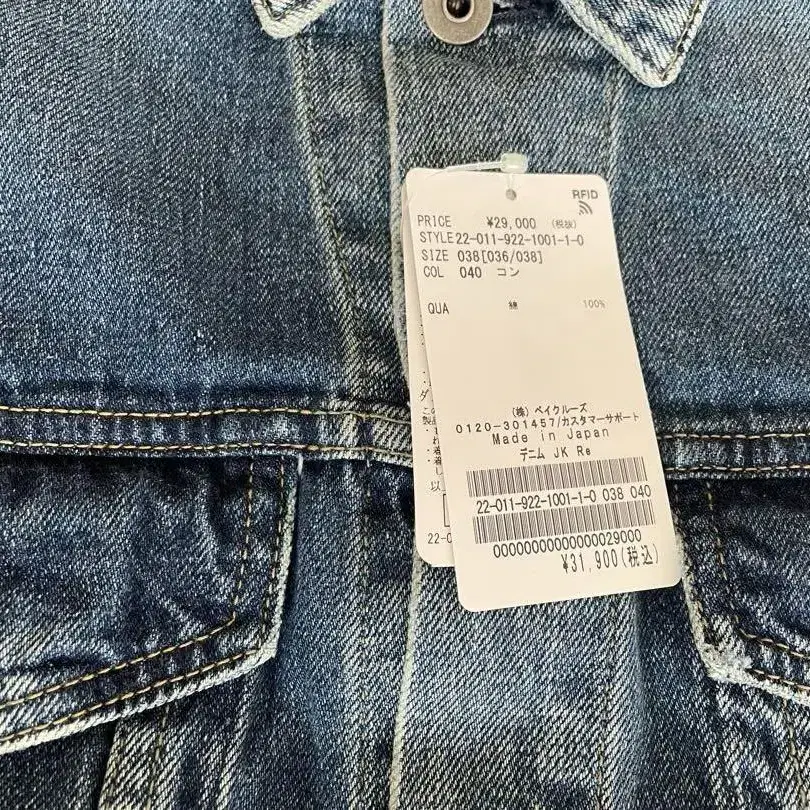 RFID
PRICE ¥29,000 (税抜)
STYLE 22-011-922-1001-1-0
SIZE 038[036/038]
COL 040 コン
QUA 綿 100%
(株) ベイクルーズ
0120-301457/カスタマーサポート
Made in Japan
デニム JK Re
22-011-922-1001-1-0 038 040
00000000000000029000
¥31,900(税込)
22-0